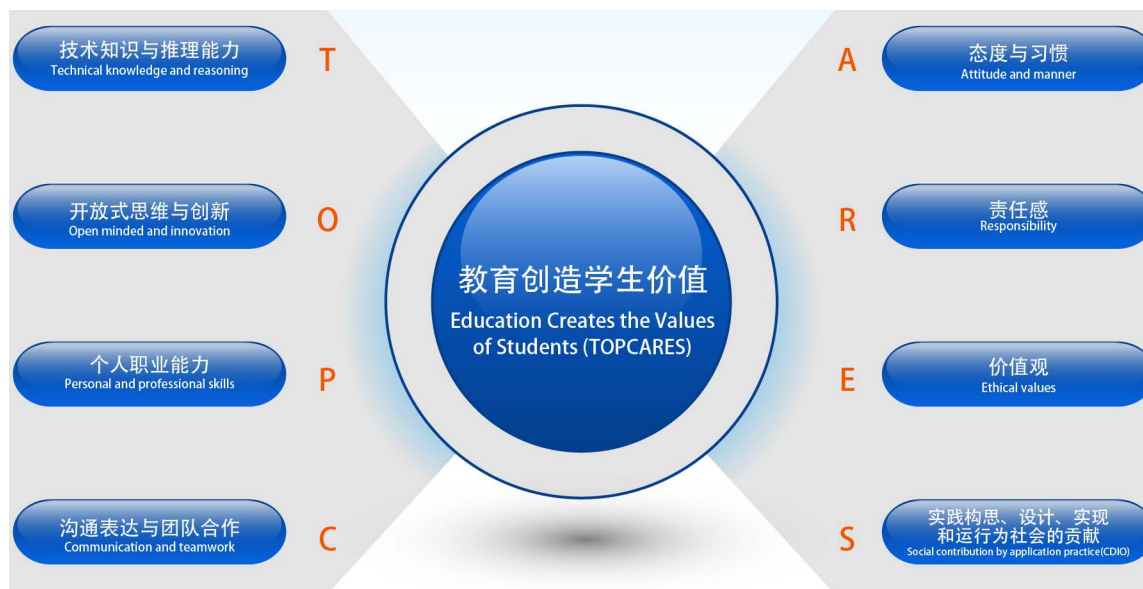 技术知识与推理能力
Technical knowledge and reasoning
T
开放式思维与创新
Open minded and innovation
O
个人职业能力
Personal and professional skills
P
沟通表达与团队合作
Communication and teamwork
C
教育创造学生价值
Education Creates the Values
of Students (TOPCARES)
A
态度与习惯
Attitude and manner
R
责任感
Responsibility
E
价值观
Ethical values
S
实践构思、设计、实现
和运行为社会的贡献
Social contribution by application practice(CDIO)